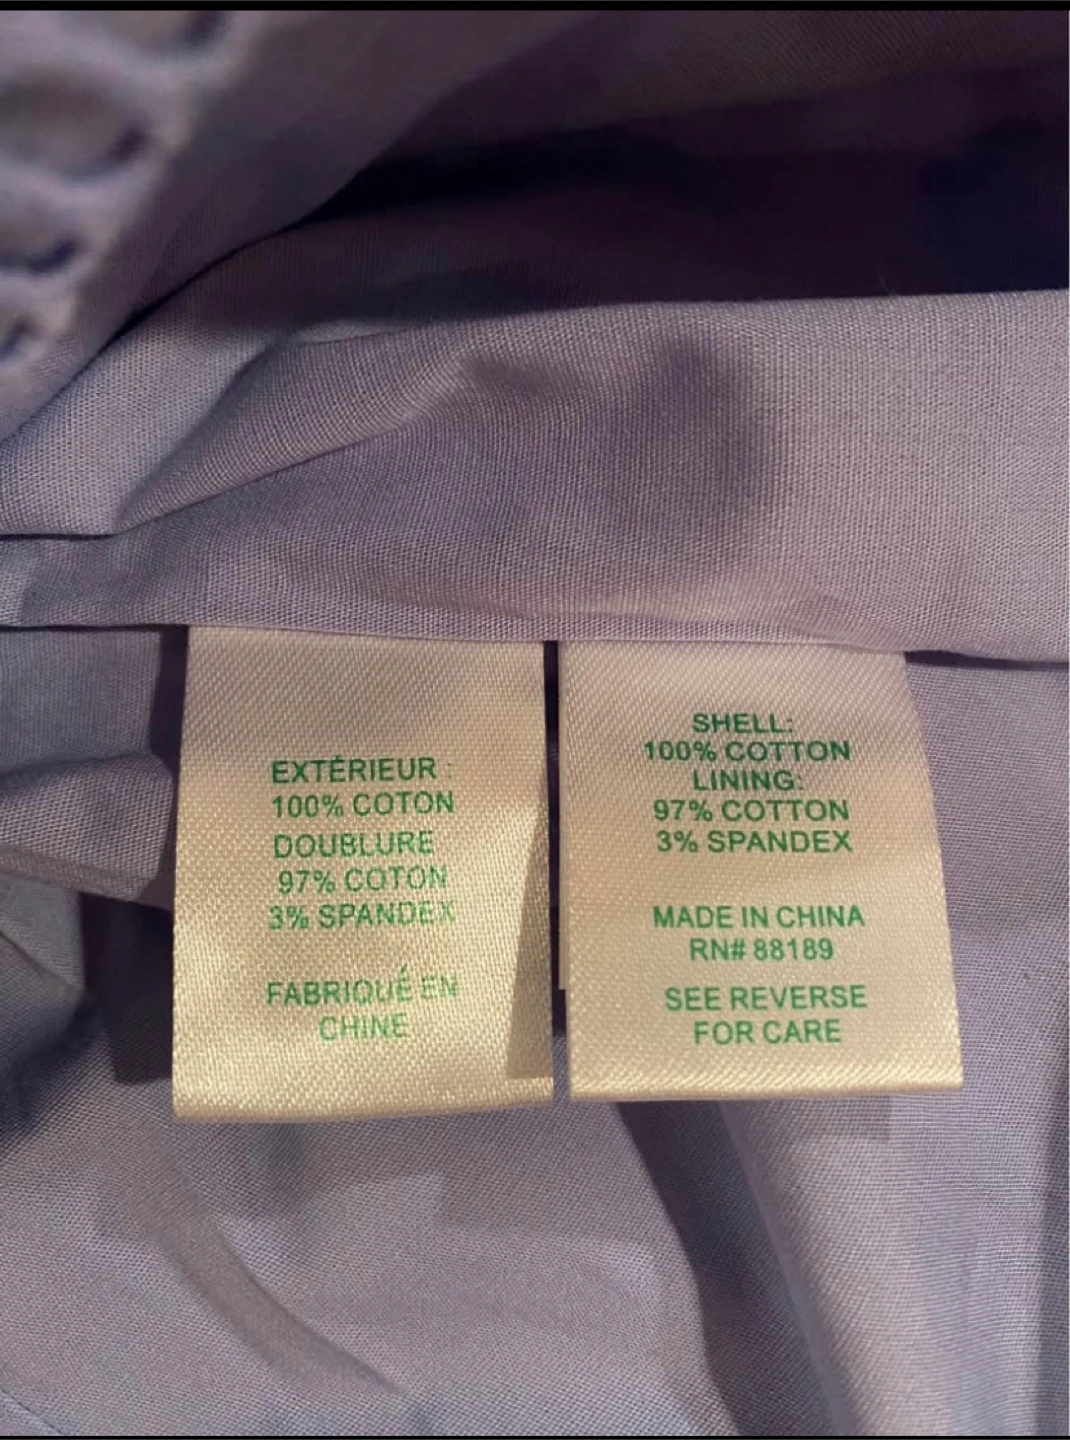 EXTÉRIEUR :
100% COTON
DOUBLURE
97% COTON
3% SPANDEX
FABRIQUÉ EN
CHINE
SHELL:
100% COTTON
LINING:
97% COTTON
3% SPANDEX
MADE IN CHINA
RN# 88189
SEE REVERSE
FOR CARE